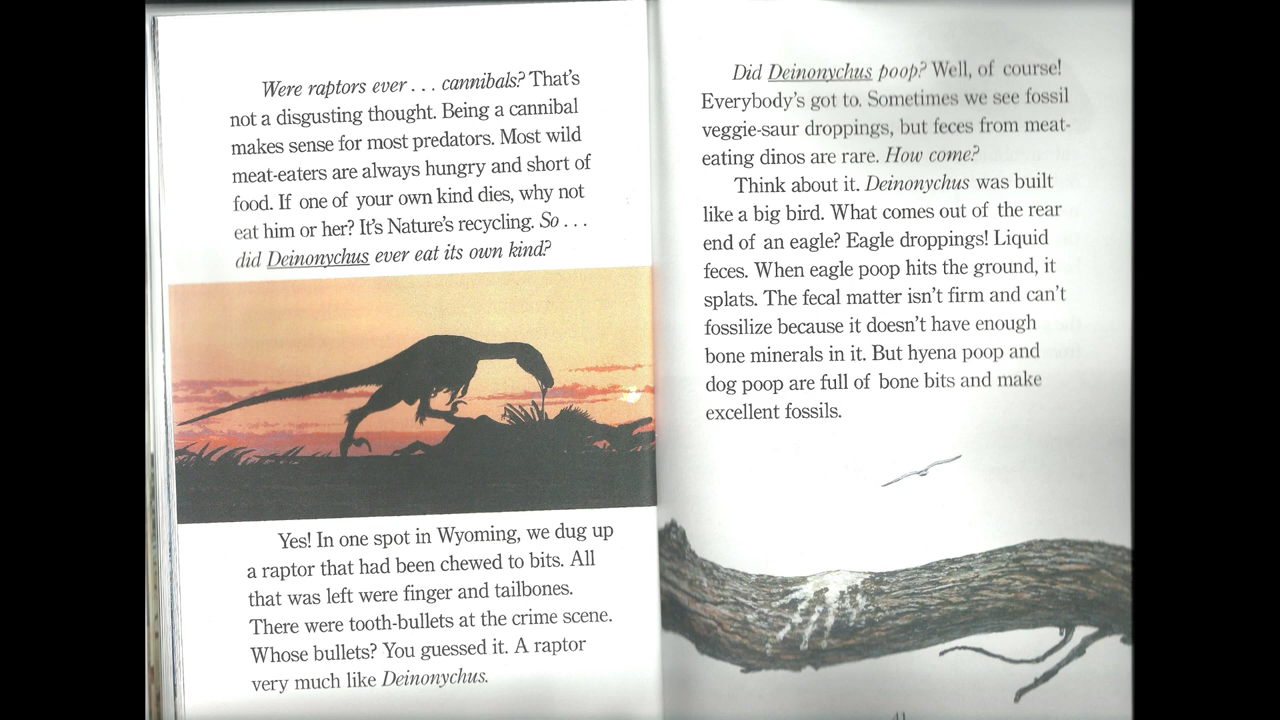 Were raptors ever . . . cannibals? That's
not a disgusting thought. Being a cannibal
makes sense for most predators. Most wild
meat-eaters are always hungry and short of
food. If one of your own kind dies, why not
eat him or her? It's Nature's recycling. So . . .
did Deinonychus ever eat its own kind?
Yes! In one spot in Wyoming, we dug up
a raptor that had been chewed to bits. All
that was left were finger and tailbones.
There were tooth-bullets at the crime scene.
Whose bullets? You guessed it. A raptor
very much like Deinonychus.
Did Deinonychus poop? Well, of course!
Everybody's got to. Sometimes we see fossil
veggie-saur droppings, but feces from meat-
eating dinos are rare. How come?
Think about it. Deinonychus was built
like a big bird. What comes out of the rear
end of an eagle? Eagle droppings! Liquid
feces. When eagle poop hits the ground, it
splats. The fecal matter isn't firm and can't
fossilize because it doesn't have enough
bone minerals in it. But hyena poop and
dog poop are full of bone bits and make
excellent fossils.